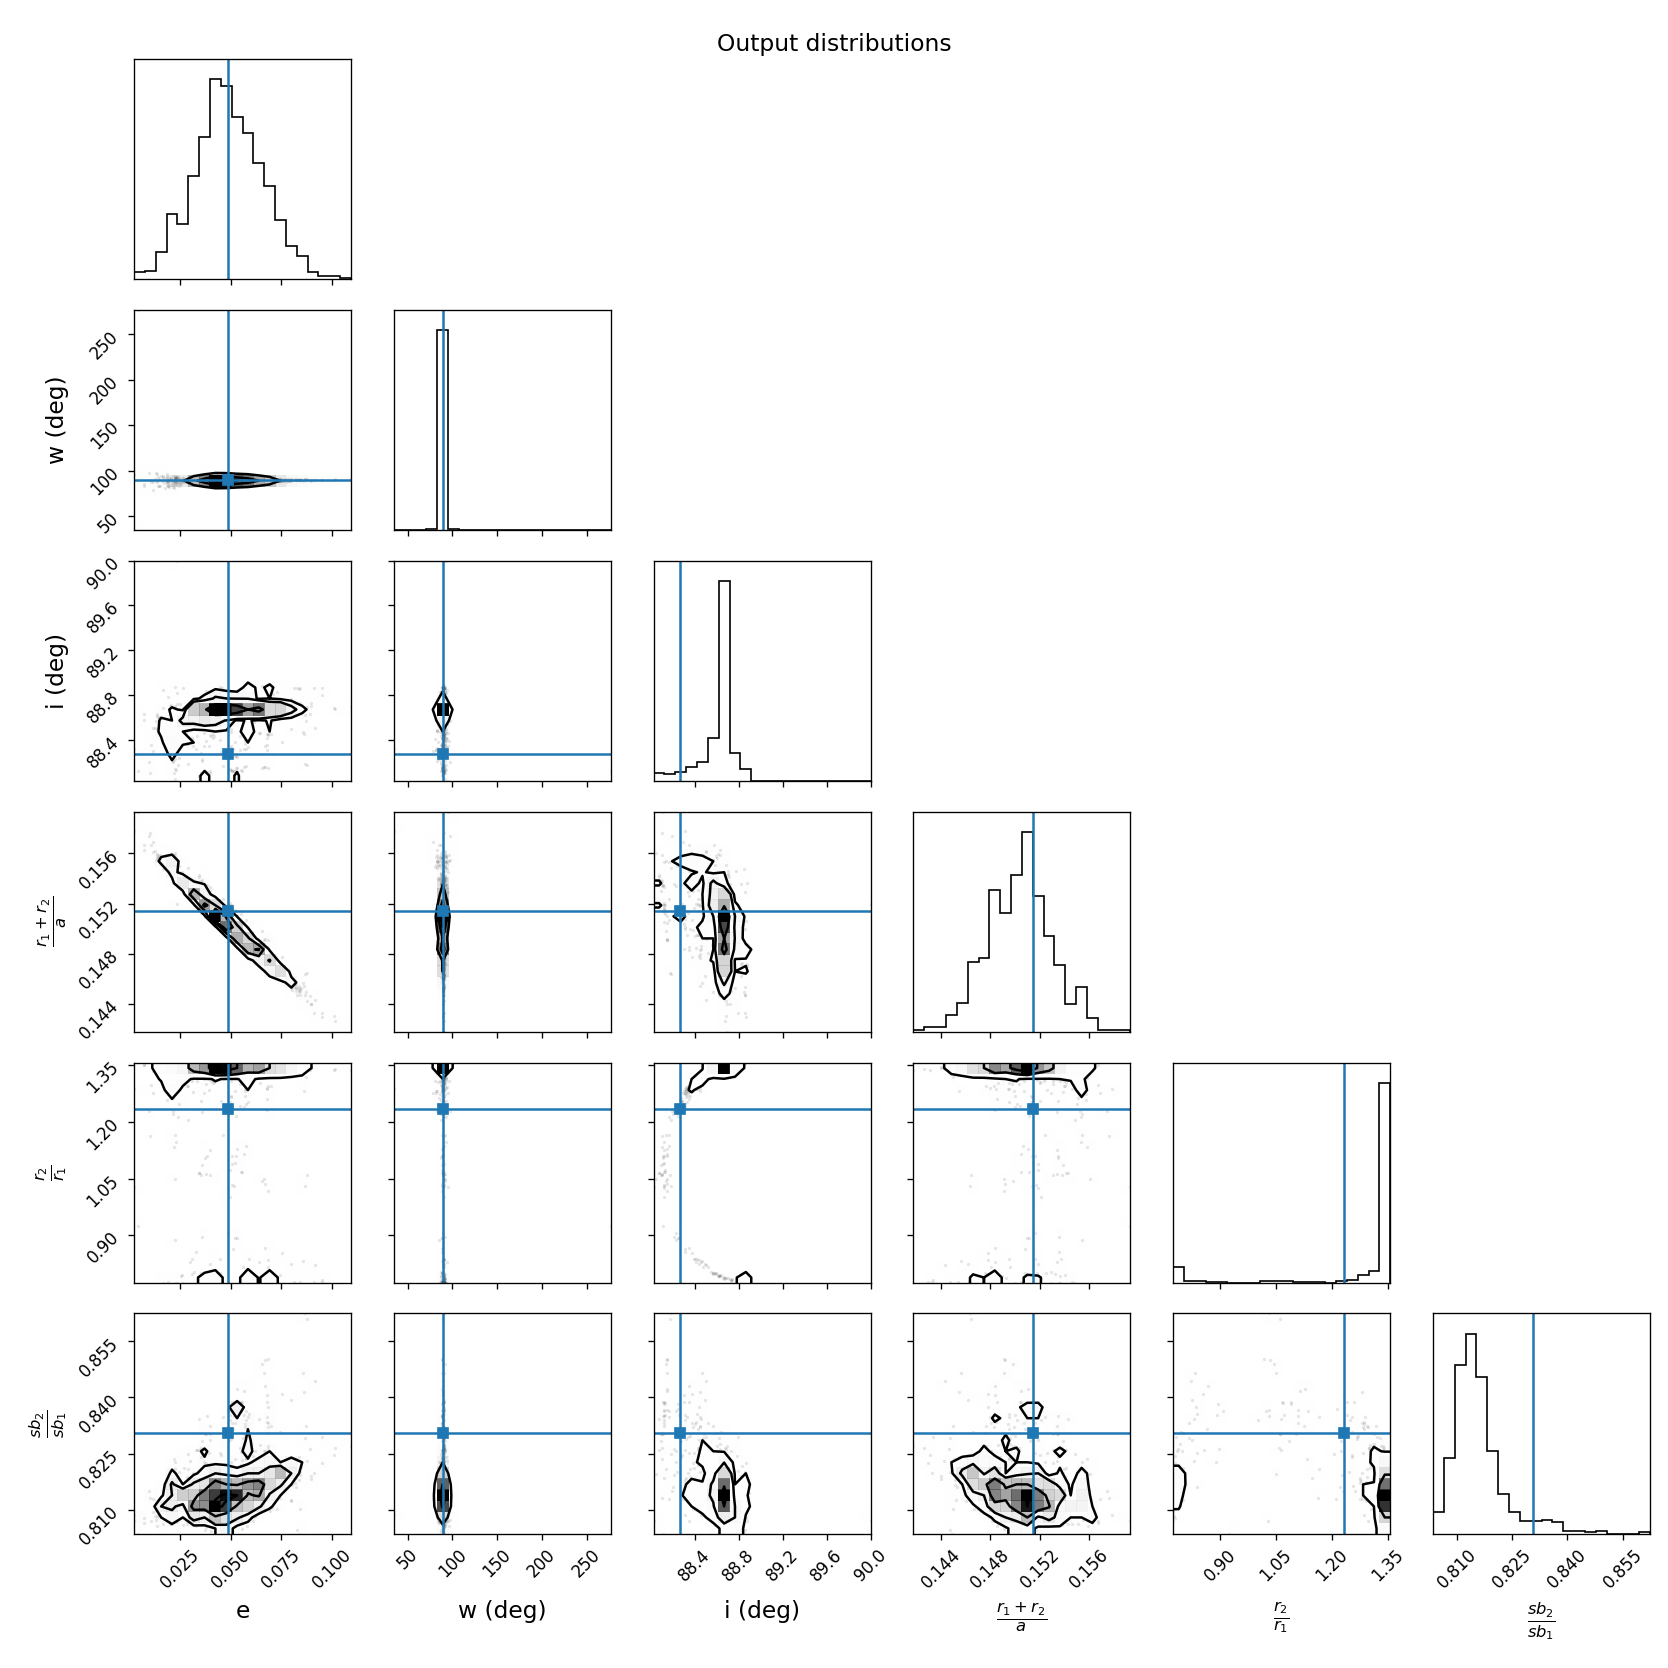 Output distributions
w (deg)
250
200
150
100
50
i (deg)
90.0
89.6
89.2
88.8
88.4
r₁ + r₂
a
0.156
0.152
0.148
0.144
r₂
r₁
1.35
1.20
1.05
0.90
sb₂
sb₁
0.855
0.840
0.825
0.810
0.025 0.050 0.075 0.100 50 100 150 200 250 88.4 88.8 89.2 89.6 90.0 0.144 0.148 0.152 0.156 0.90 1.05 1.20 1.35 0.810 0.825 0.840 0.855
e w (deg) i (deg) r₁ + r₂ r₂ sb₂
a r₁ sb₁